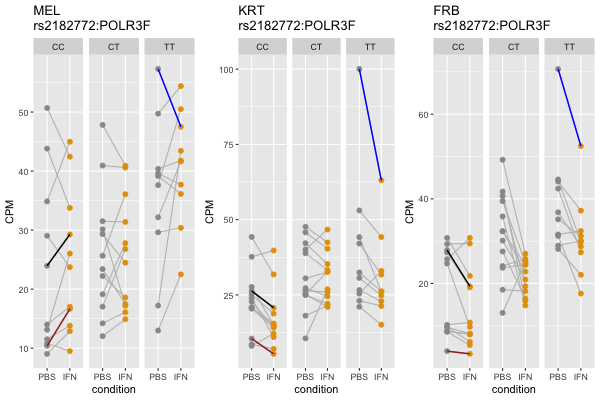 MEL
rs2182772:POLR3F
CC CT TT
CPM
50
40
30
20
10
PBS IFN PBS IFN PBS IFN
condition
KRT
rs2182772:POLR3F
CC CT TT
CPM
100
75
50
25
PBS IFN PBS IFN PBS IFN
condition
FRB
rs2182772:POLR3F
CC CT TT
CPM
60
40
20
PBS IFN PBS IFN PBS IFN
condition